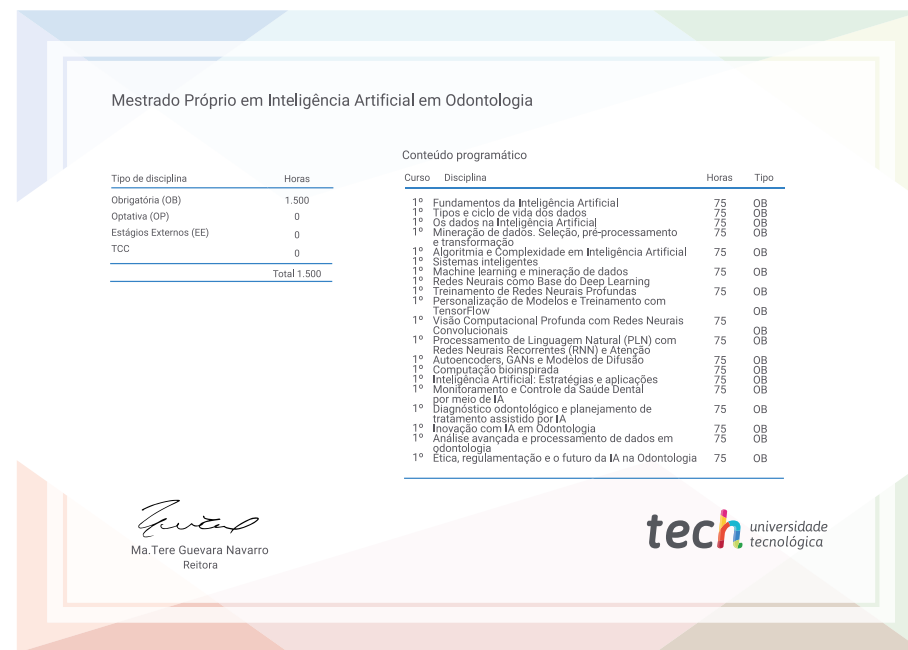 Mestrado Próprio em Inteligência Artificial em Odontologia
Tipo de disciplina Horas
Obrigatória (OB) 1.500
Optativa (OP) 0
Estágios Externos (EE) 0
TCC 0
Total 1.500
Conteúdo programático
Curso Disciplina Horas Tipo
1º Fundamentos da Inteligência Artificial 75 OB
1º Tipos e ciclo de vida dos dados 75 OB
1º Os dados na Inteligência Artificial 75 OB
1º Mineração de dados. Seleção, pré-processamento 75 OB
e transformação
1º Algoritmia e Complexidade em Inteligência Artificial 75 OB
1º Sistemas inteligentes
1º Machine learning e mineração de dados 75 OB
1º Redes Neurais como Base do Deep Learning
1º Treinamento de Redes Neurais Profundas 75 OB
1º Personalização de Modelos e Treinamento com
TensorFlow OB
1º Visão Computacional Profunda com Redes Neurais 75
Convolucionais OB
1º Processamento de Linguagem Natural (PLN) com 75 OB
Redes Neurais Recorrentes (RNN) e Atenção
1º Autoencoders, GANs e Modelos de Difusão 75 OB
1º Computação bioinspirada 75 OB
1º Inteligência Artificial: Estratégias e aplicações 75 OB
1º Monitoramento e Controle da Saúde Dental 75 OB
por meio de IA
1º Diagnóstico odontológico e planejamento de 75 OB
tratamento assistido por IA
1º Inovação com IA em Odontologia 75 OB
1º Análise avançada e processamento de dados em 75 OB
odontologia
1º Ética, regulamentação e o futuro da IA na Odontologia 75 OB
Ma.Tere Guevara Navarro
Reitora
tech universidade
tecnológica